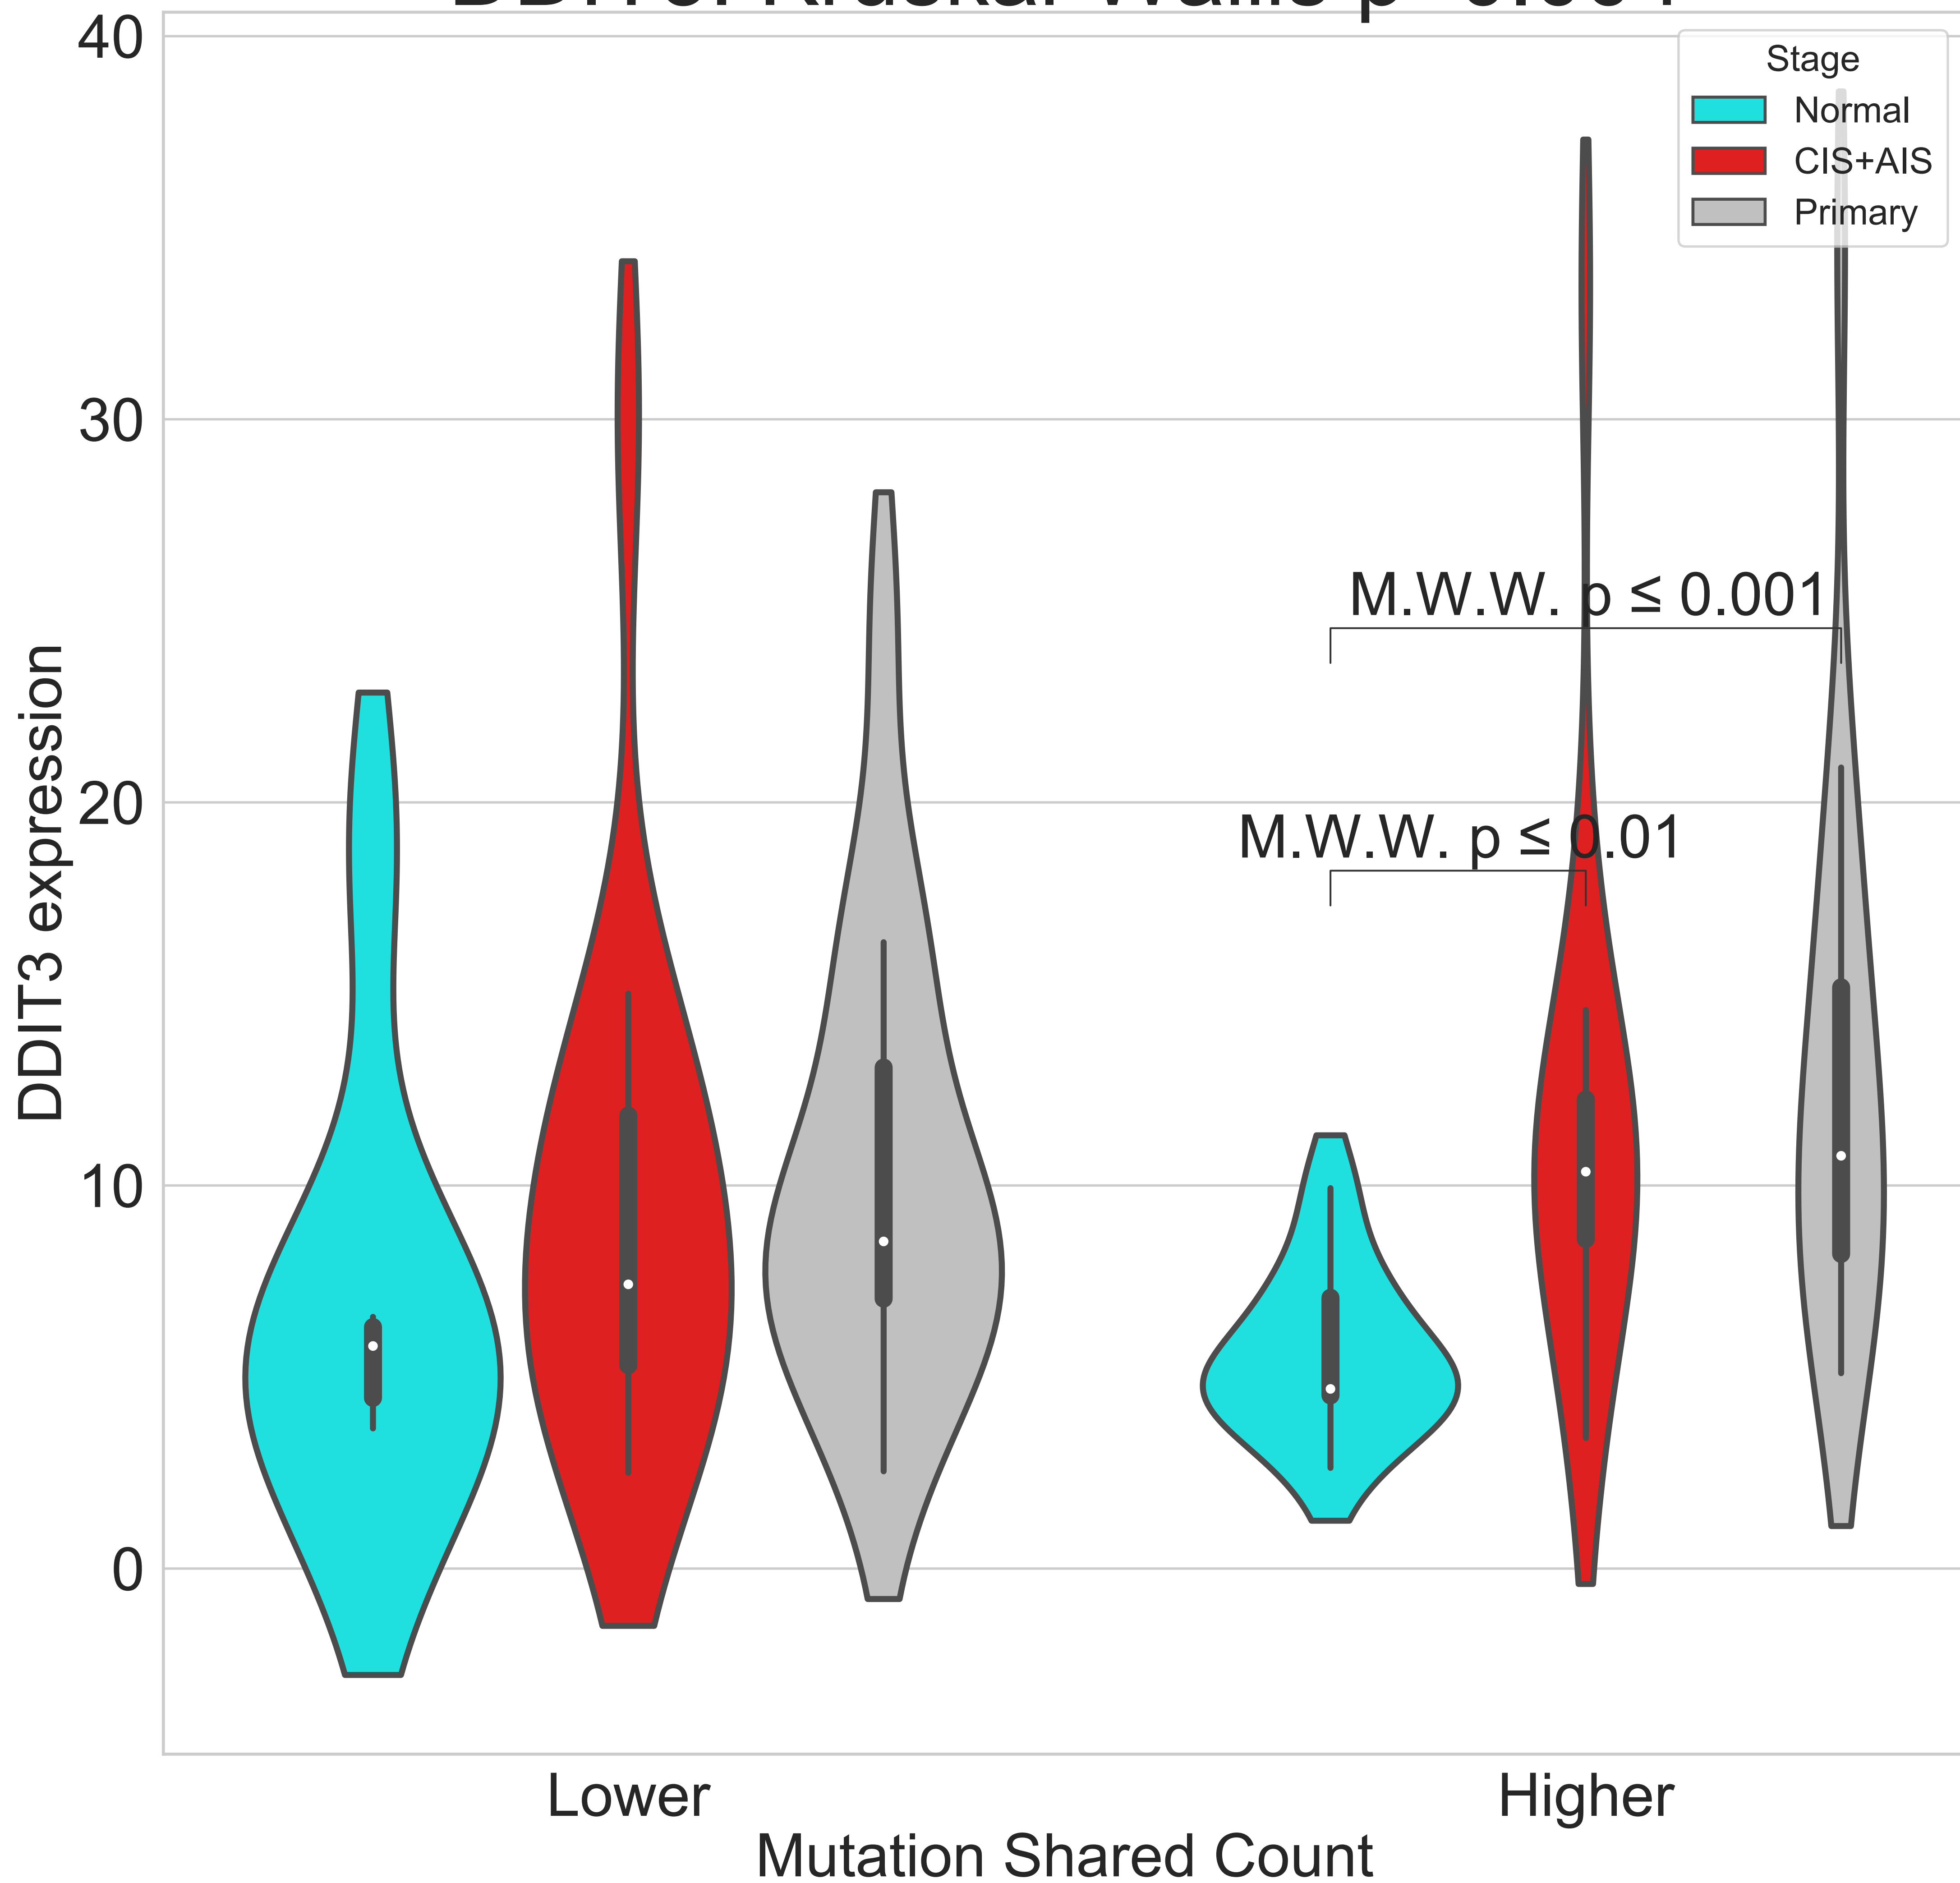 40
30
20
10
0
DDIT3 expression
Stage
Normal
CIS+AIS
Primary
M.W.W. p ≤ 0.001
M.W.W. p ≤ 0.01
Lower
Higher
Mutation Shared Count